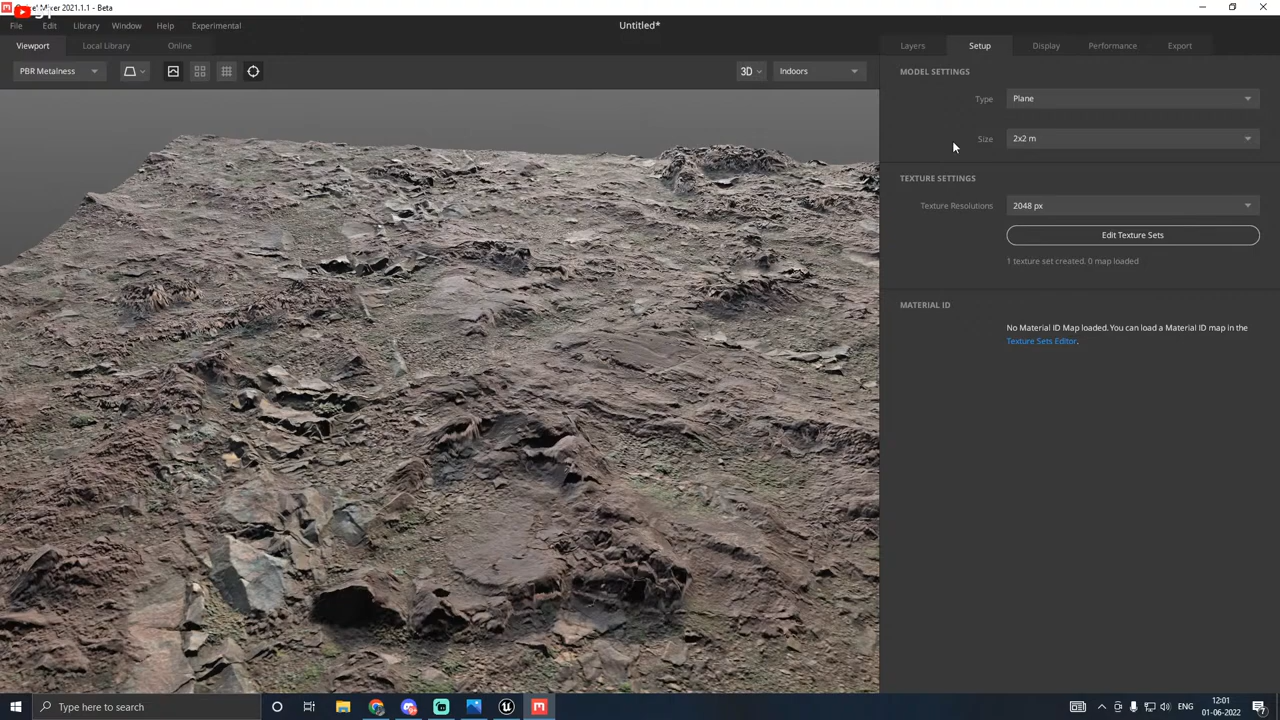 Mixer 2021.1.1 - Beta
File Edit Library Window Help Experimental
Untitled*
Viewport Local Library Online
Layers Setup Display Performance Export
PBR Metalness
3D
Indoors
MODEL SETTINGS
Type Plane
Size 2x2 m
TEXTURE SETTINGS
Texture Resolutions 2048 px
Edit Texture Sets
1 texture set created. 0 map loaded
MATERIAL ID
No Material ID Map loaded. You can load a Material ID map in the
Texture Sets Editor.
Type here to search
ENG
12:01
01-06-2022